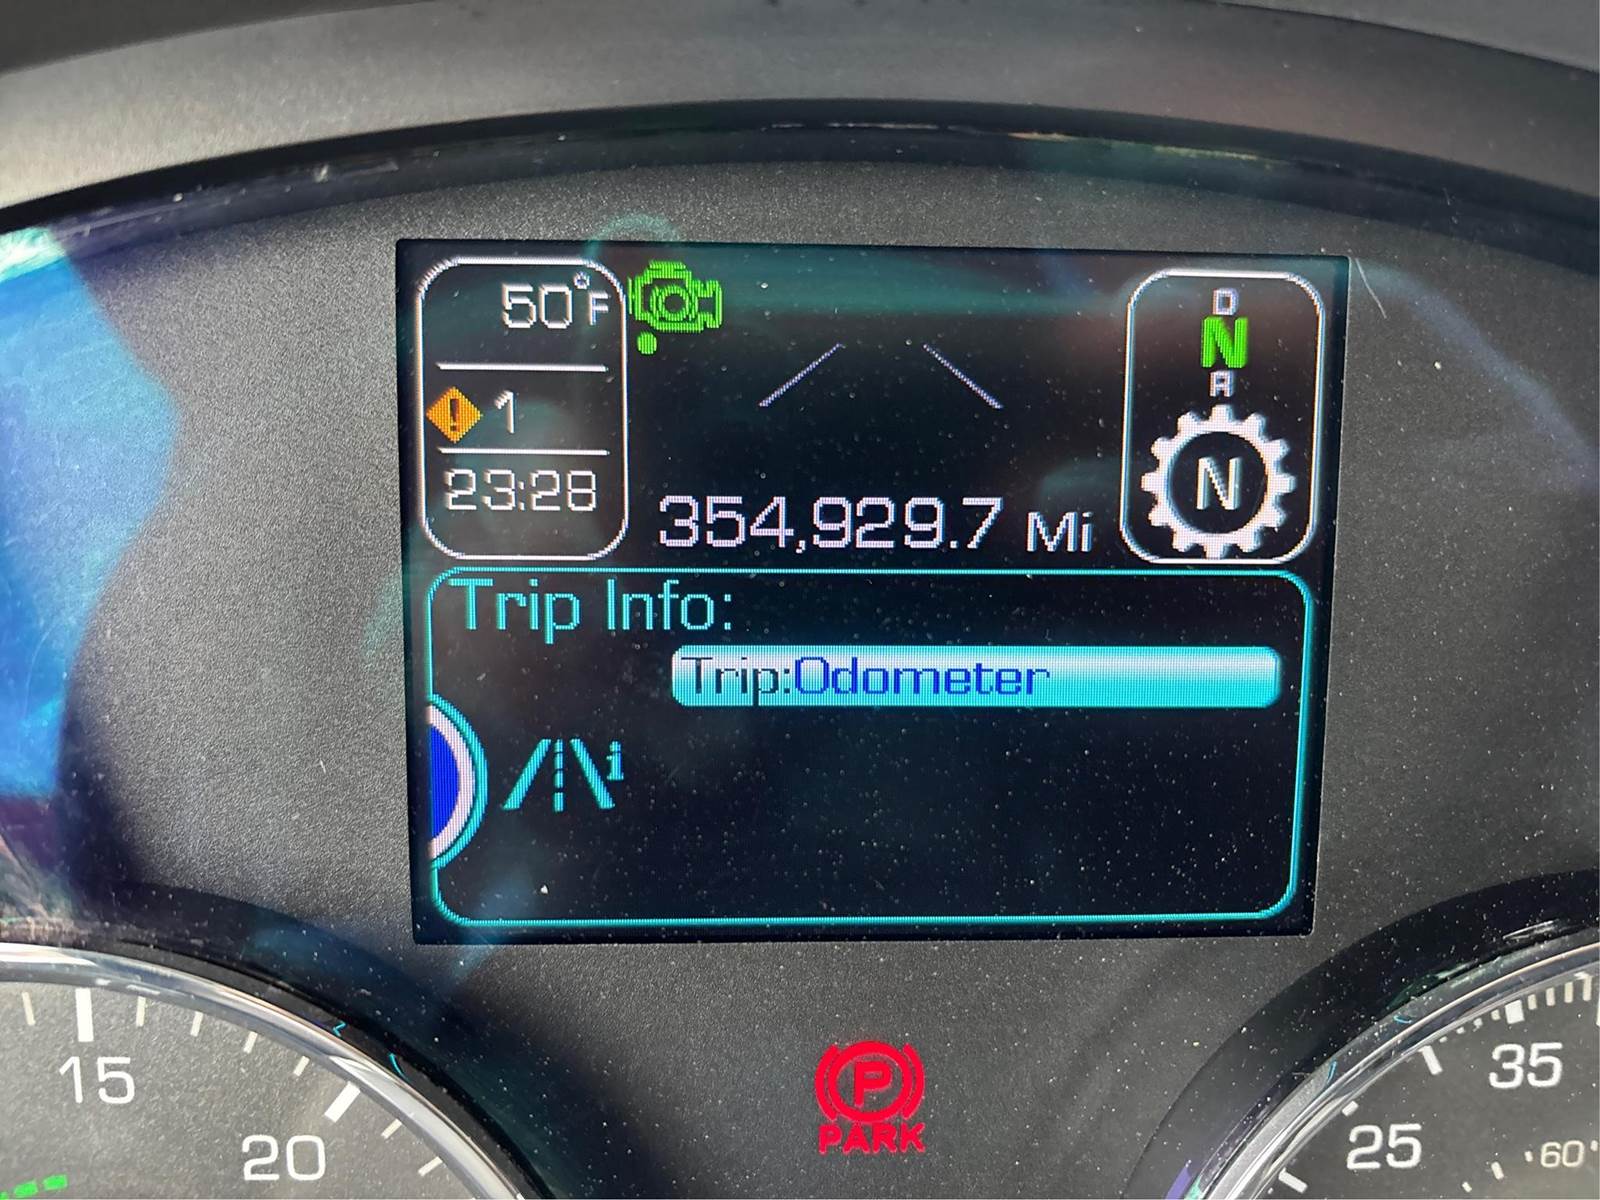 50°F
1
23:28
354,929.7 Mi
D
N
R
N
Trip Info:
Trip:Odometer
i
15
20
P
PARK
35
25
60